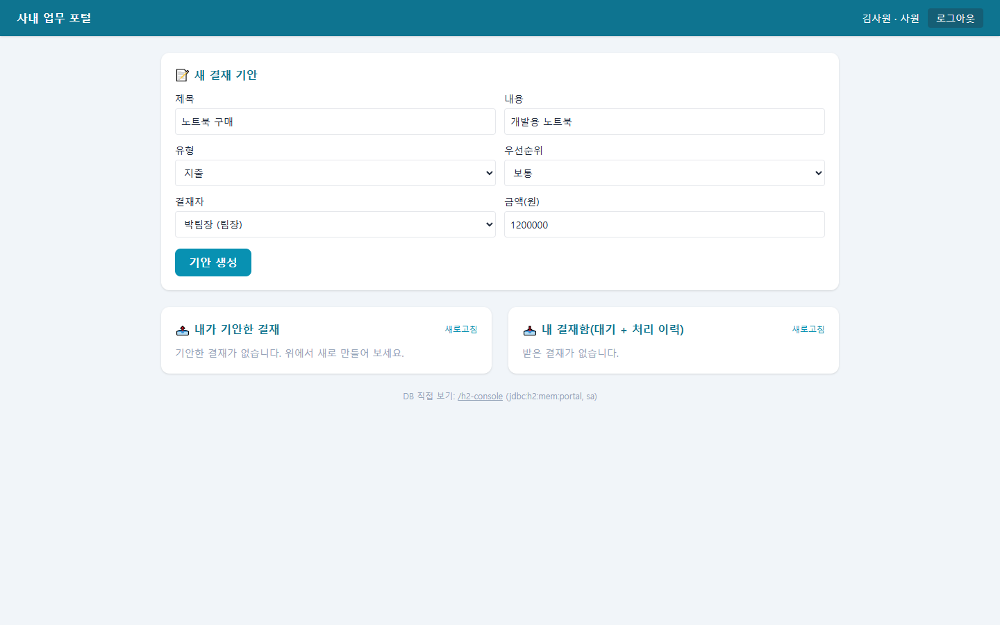 사내 업무 포털
김사원 · 사원
로그아웃
새 결재 기안
제목
내용
노트북 구매
개발용 노트북
유형
우선순위
지출
보통
결재자
금액(원)
박팀장 (팀장)
1200000
기안 생성
내가 기안한 결재
새로고침
기안한 결재가 없습니다. 위에서 새로 만들어 보세요.
내 결재함(대기 + 처리 이력)
새로고침
받은 결재가 없습니다.
DB 직접 보기: /h2-console (jdbc:h2:mem:portal, sa)